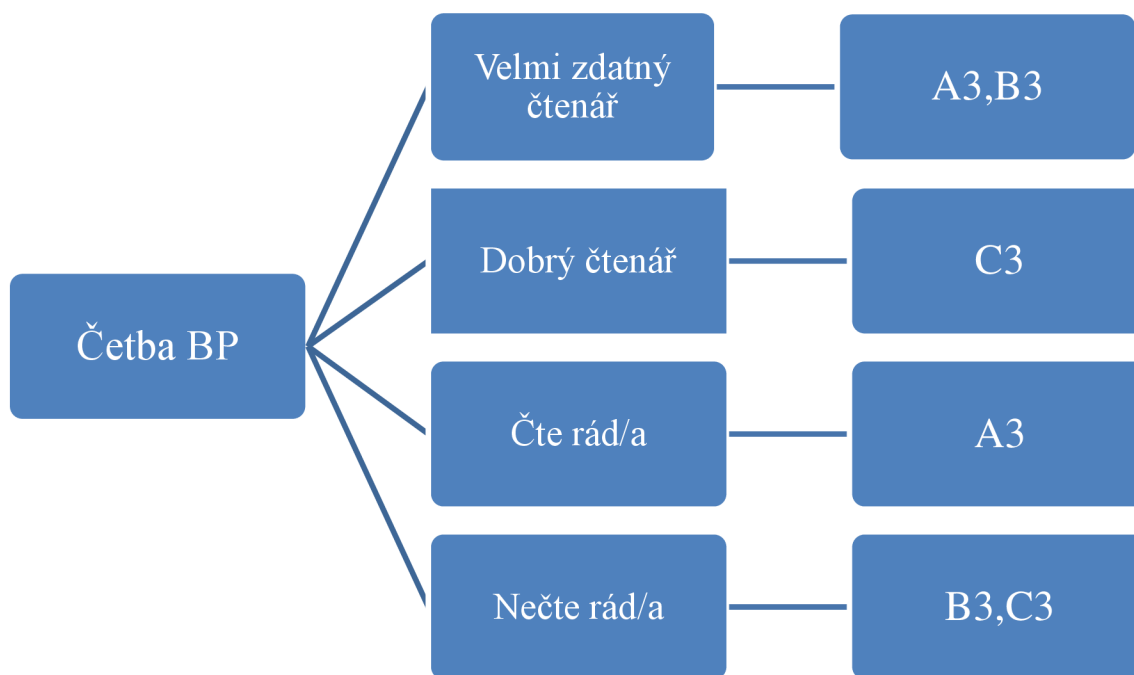 Velmi zdatný
čtenář
A3,B3
Dobrý čtenář
C3
Četba BP
Čte rád/a
A3
Nečte rád/a
B3,C3